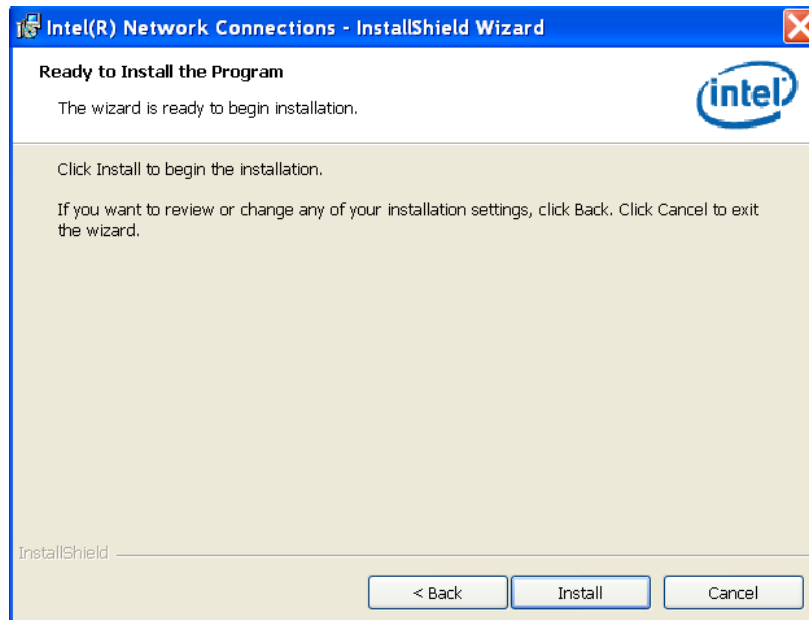 Intel(R) Network Connections - InstallShield Wizard
Ready to Install the Program
The wizard is ready to begin installation.
intel
Click Install to begin the installation.
If you want to review or change any of your installation settings, click Back. Click Cancel to exit
the wizard.
InstallShield
< Back Install Cancel